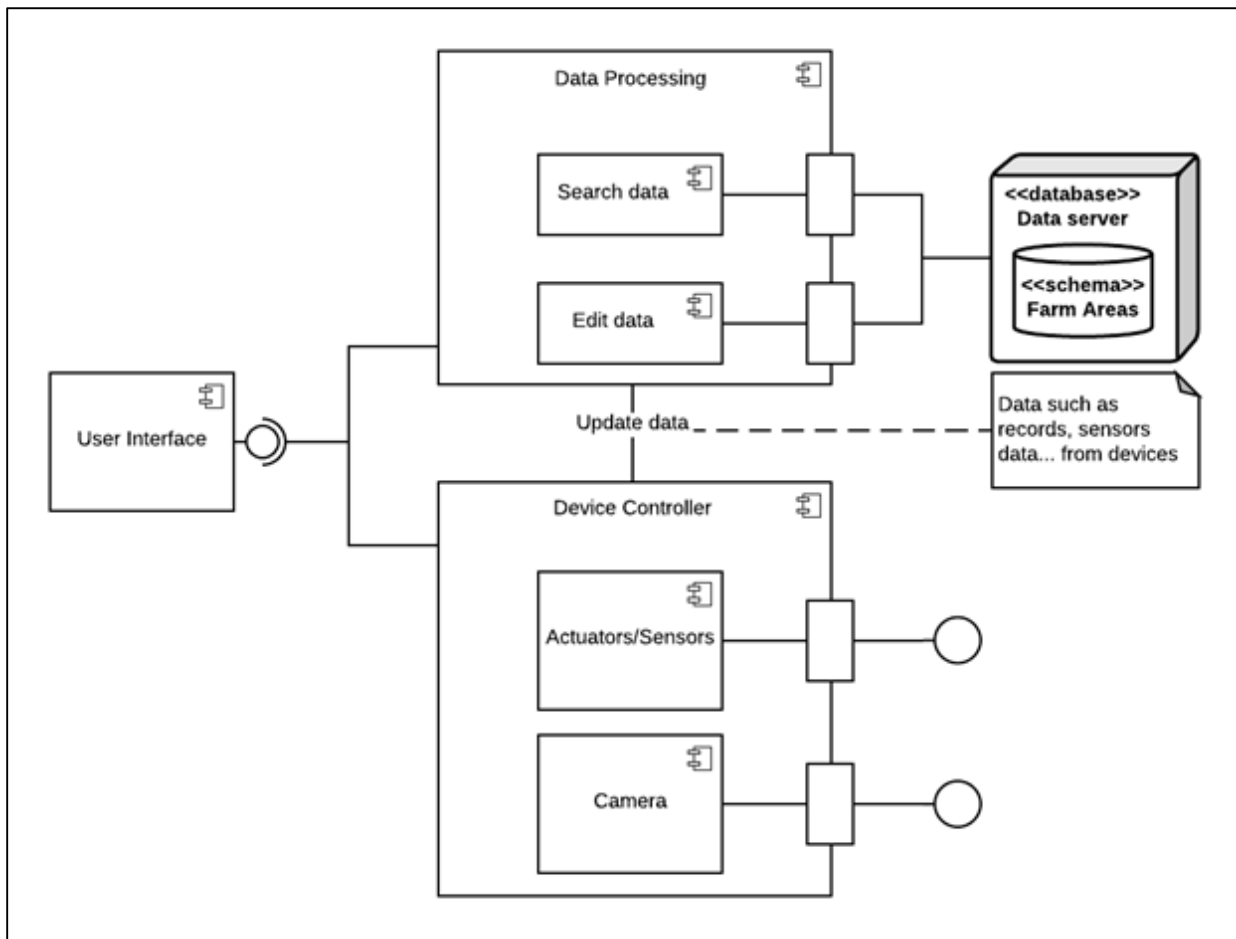 Data Processing
Search data
<<database>>
Data server
<<schema>>
Farm Areas
Edit data
User Interface
Update data
Data such as
records, sensors
data... from devices
Device Controller
Actuators/Sensors
Camera